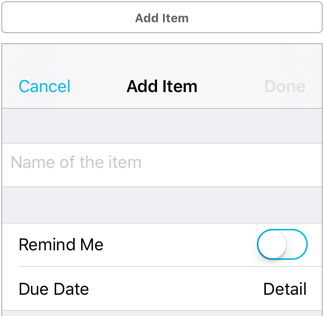 Add Item
Cancel Add Item Done
Name of the item
Remind Me
Due Date Detail